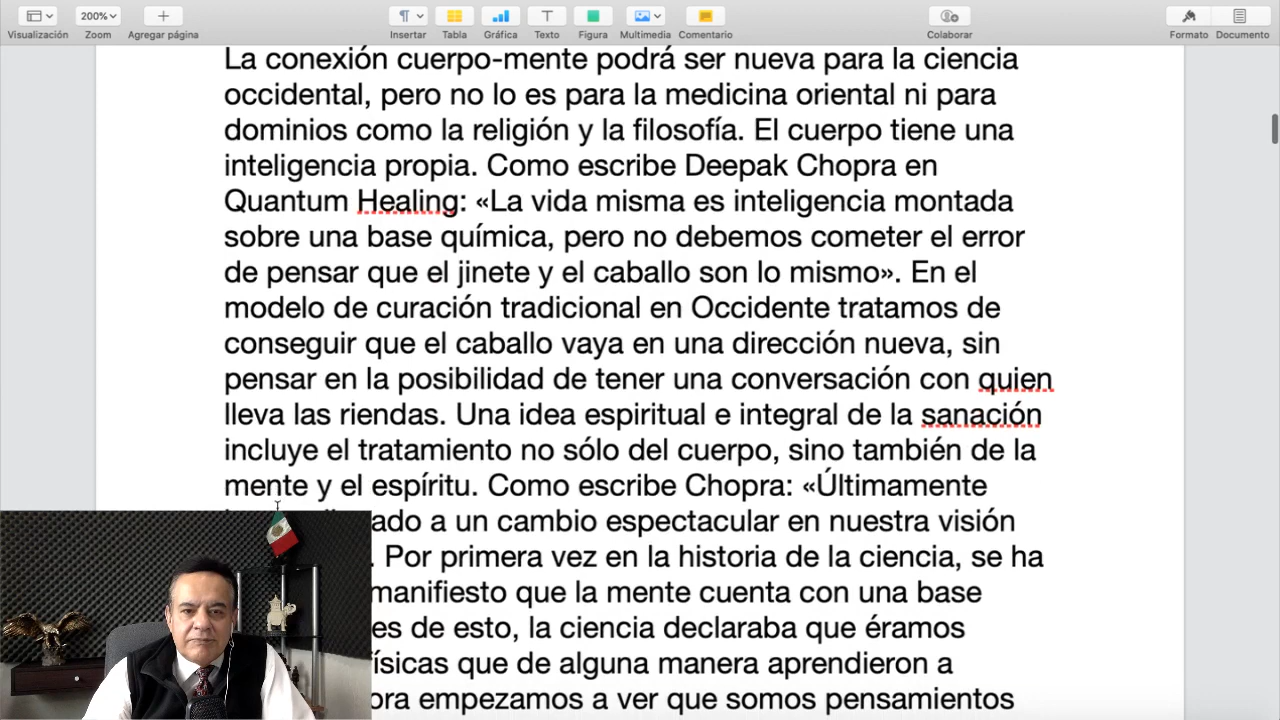 200%
Visualización Zoom Agregar página Insertar Tabla Gráfica Texto Figura Multimedia Comentario Colaborar Formato Documento
La conexión cuerpo-mente podrá ser nueva para la ciencia
occidental, pero no lo es para la medicina oriental ni para
dominios como la religión y la filosofía. El cuerpo tiene una
inteligencia propia. Como escribe Deepak Chopra en
Quantum Healing: «La vida misma es inteligencia montada
sobre una base química, pero no debemos cometer el error
de pensar que el jinete y el caballo son lo mismo». En el
modelo de curación tradicional en Occidente tratamos de
conseguir que el caballo vaya en una dirección nueva, sin
pensar en la posibilidad de tener una conversación con quien
lleva las riendas. Una idea espiritual e integral de la sanación
incluye el tratamiento no sólo del cuerpo, sino también de la
mente y el espíritu. Como escribe Chopra: «Últimamente
ado a un cambio espectacular en nuestra visión
. Por primera vez en la historia de la ciencia, se ha
manifiesto que la mente cuenta con una base
es de esto, la ciencia declaraba que éramos
físicas que de alguna manera aprendieron a
ora empezamos a ver que somos pensamientos